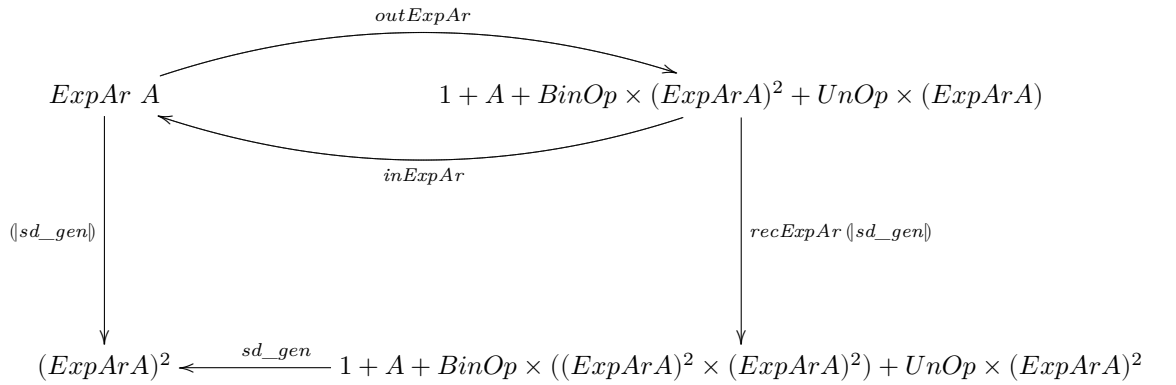 outExpAr
ExpAr A
1 + A + BinOp × (ExpArA)² + UnOp × (ExpArA)
inExpAr
⦇sd_gen⦈
recExpAr ⦇sd_gen⦈
(ExpArA)²
sd_gen
1 + A + BinOp × ((ExpArA)² × (ExpArA)²) + UnOp × (ExpArA)²